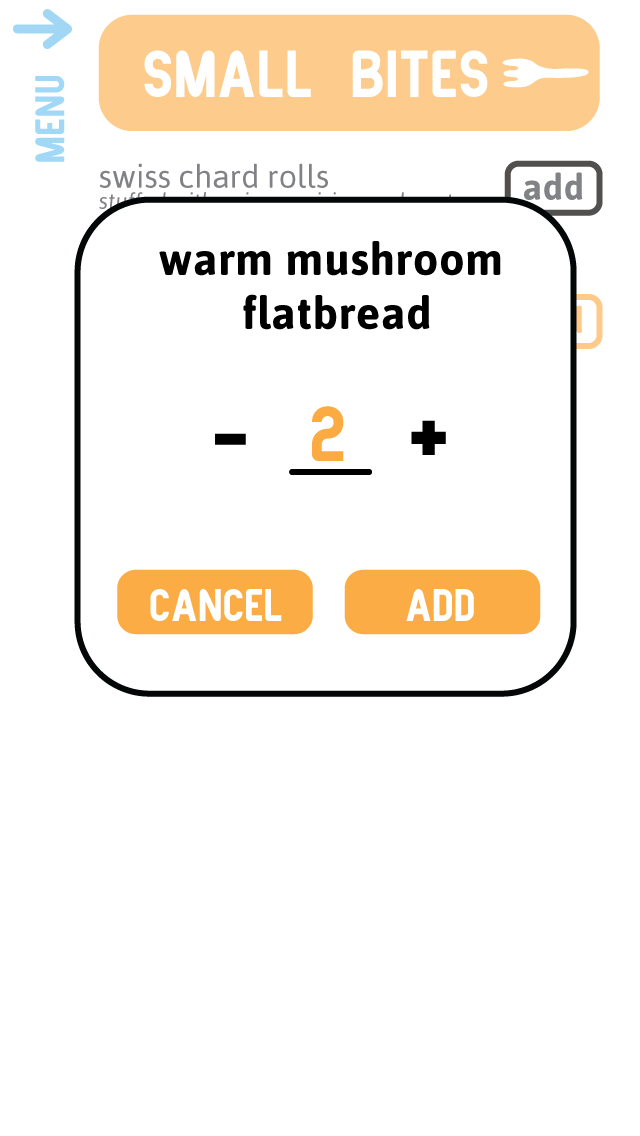 MENU
SMALL BITES
swiss chard rolls
add
warm mushroom
flatbread
- 2 +
CANCEL
ADD